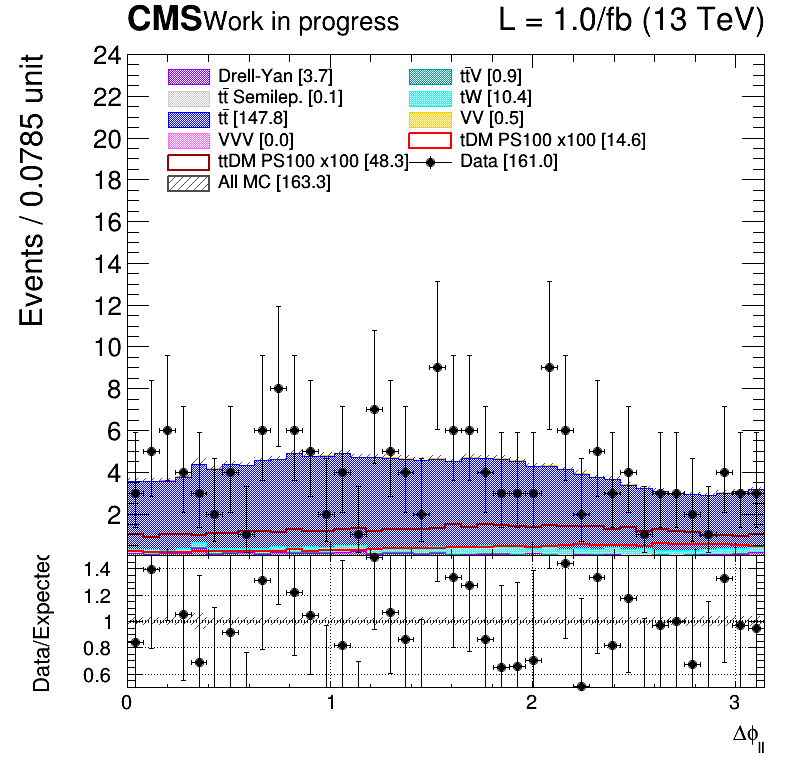 CMS Work in progress L = 1.0/fb (13 TeV)
Events / 0.0785 unit
24
22
20
18
16
14
12
10
8
6
4
2
Drell-Yan [3.7]
tt̄V [0.9]
tt̄ Semilep. [0.1]
tW [10.4]
tt̄ [147.8]
VV [0.5]
VVV [0.0]
tDM PS100 x100 [14.6]
ttDM PS100 x100 [48.3]
Data [161.0]
All MC [163.3]
Data/Expected
1.4
1.2
1
0.8
0.6
0 1 2 3
Δϕ_ll